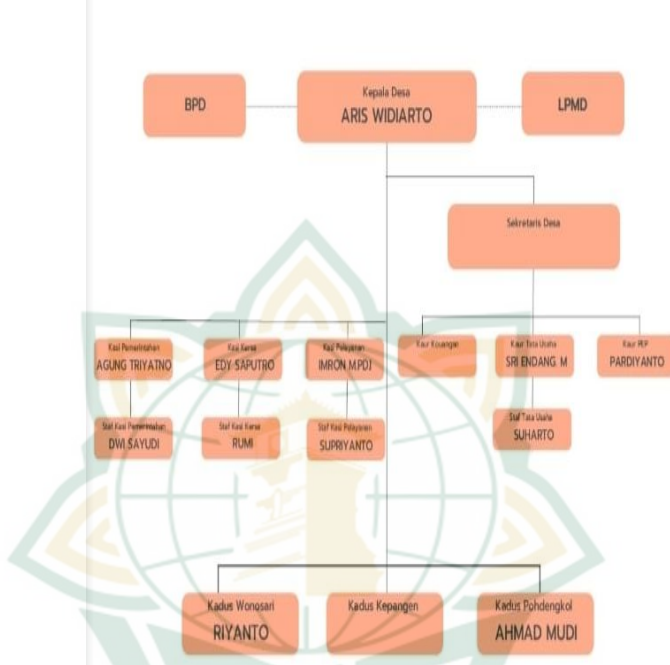 BPD
Kepala Desa
ARIS WIDIARTO
LPMD
Sekretaris Desa
Kasi Pemerintahan
AGUNG TRIYATNO
Kasi Kersa
EDY SAPUTRO
Kasi Pelayanan
IMRON M.PDI
Kaur Keuangan
Kaur Tata Usaha
SRI ENDANG. M
Kaur PEP
PARDIYANTO
Staf Kasi Pemerintahan
DWI SAYUDI
Staf Kasi Kersa
RUMI
Staf Kasi Pelayanan
SUPRIYANTO
Staf Tata Usaha
SUHARTO
Kadus Wonosari
RIYANTO
Kadus Kepangen
Kadus Pohdengkol
AHMAD MUDI